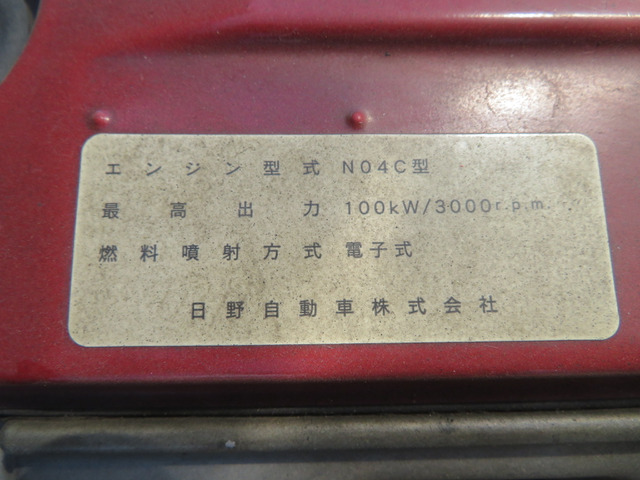 エンジン型式 N04C型
最高出力 100kW/3000r.p.m.
燃料噴射方式 電子式
日野自動車株式会社